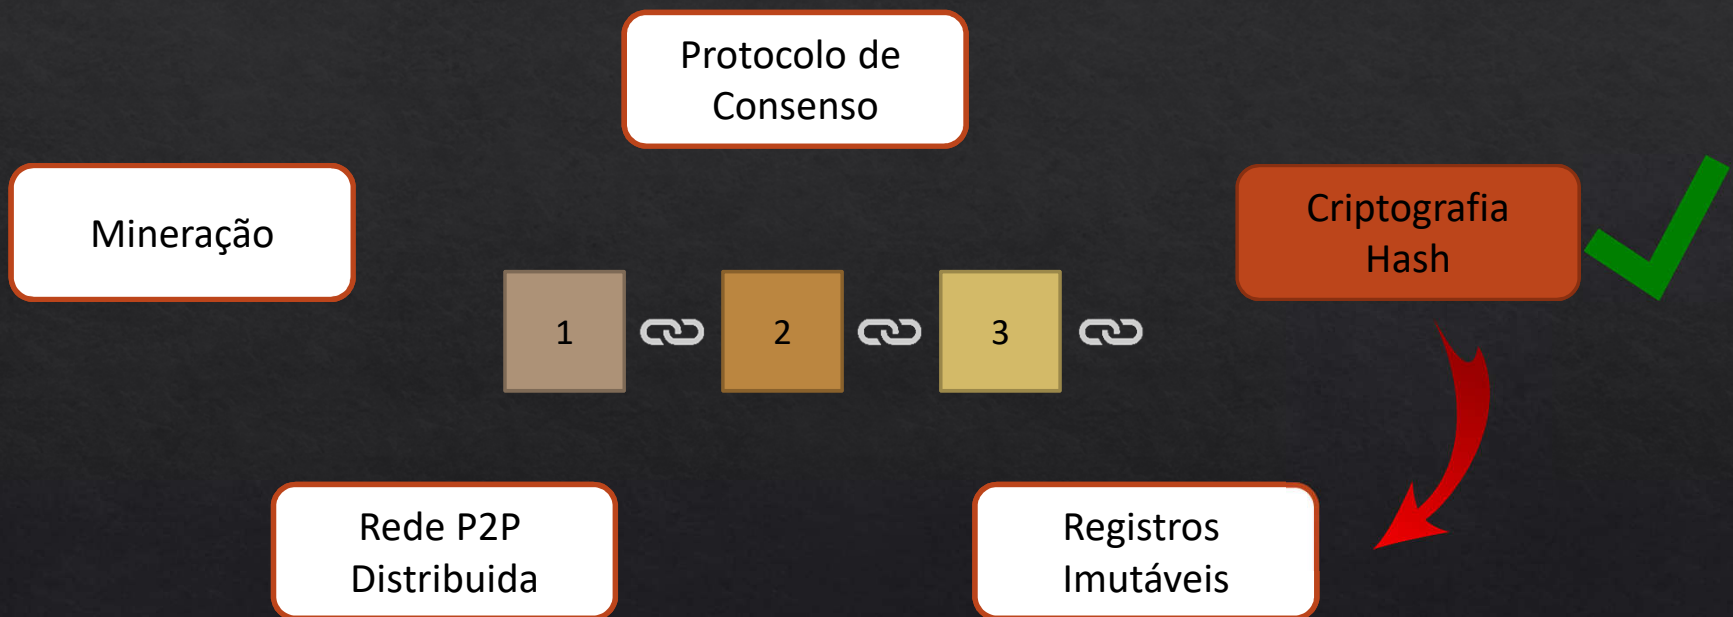 Protocolo de
Consenso
Mineração
Criptografia
Hash
1
2
3
Rede P2P
Distribuida
Registros
Imutáveis